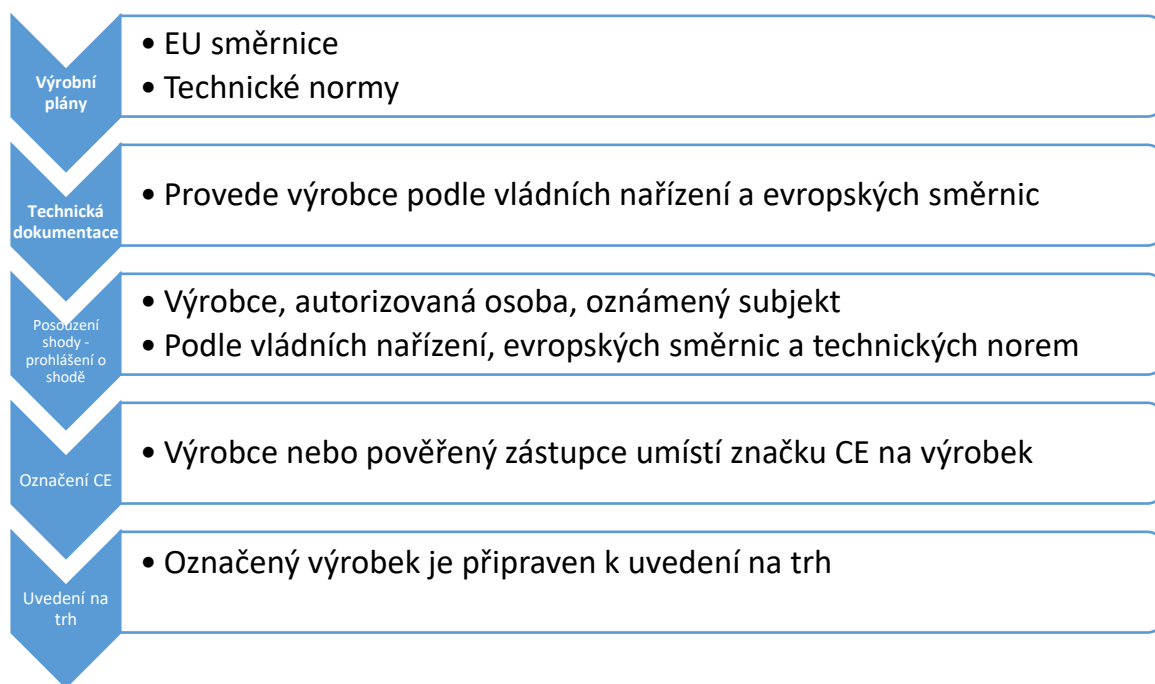 Výrobní
plány
• EU směrnice
• Technické normy
Technická
dokumentace
• Provede výrobce podle vládních nařízení a evropských směrnic
Posouzení
shody -
prohlášení o
shodě
• Výrobce, autorizovaná osoba, oznámený subjekt
• Podle vládních nařízení, evropských směrnic a technických norem
Označení CE
• Výrobce nebo pověřený zástupce umístí značku CE na výrobek
Uvedení na
trh
• Označený výrobek je připraven k uvedení na trh